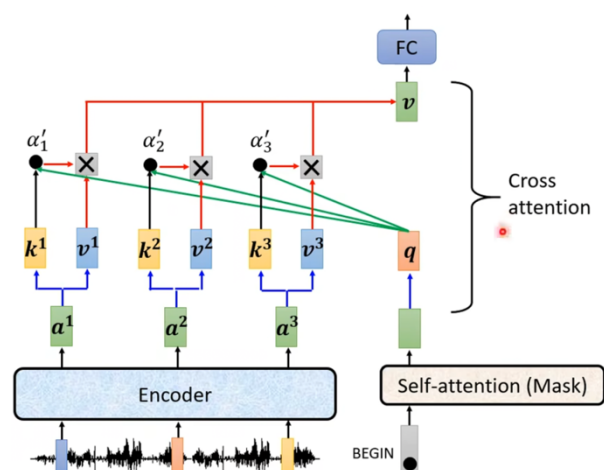 FC
v
α′₁ α′₂ α′₃
Cross
attention
k¹ v¹ k² v² k³ v³ q
a¹ a² a³
Encoder
Self-attention (Mask)
BEGIN